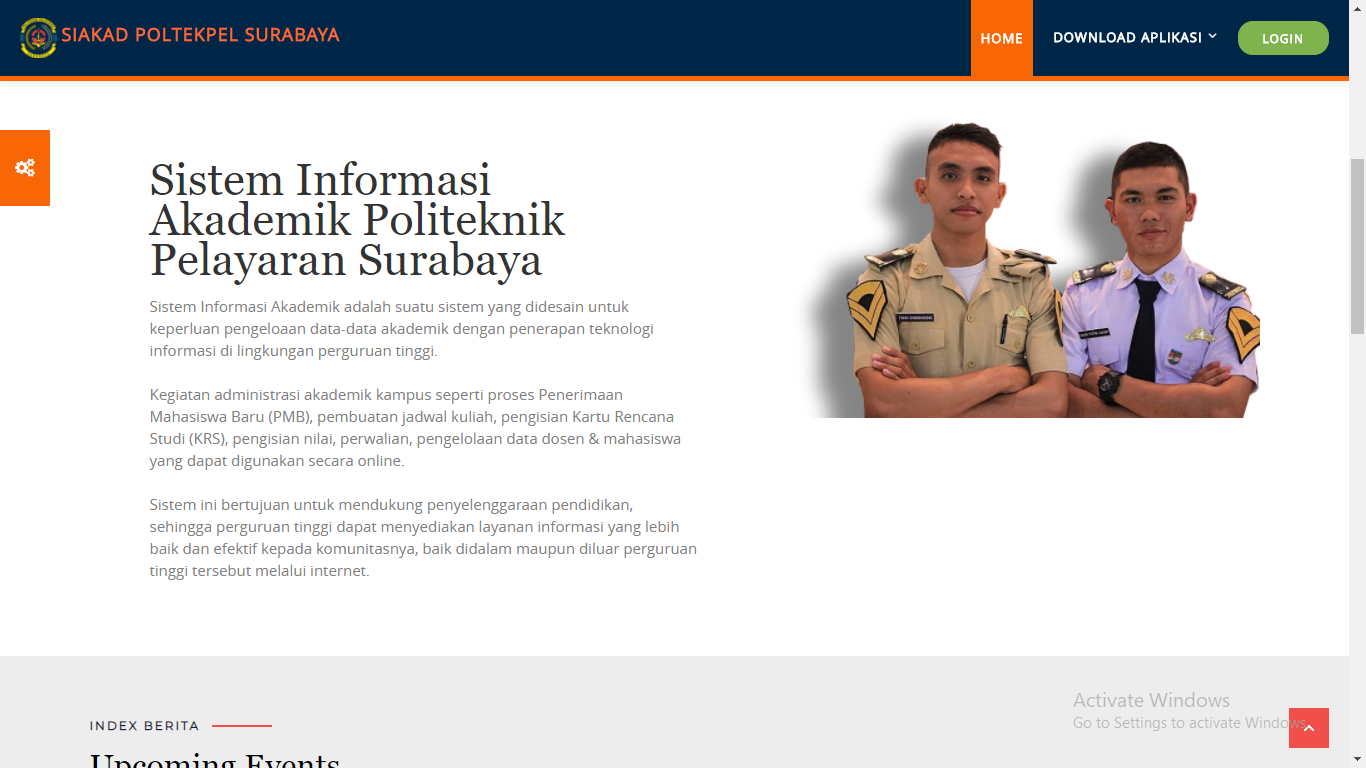 SIAKAD POLTEKPEL SURABAYA
HOME
DOWNLOAD APLIKASI
LOGIN
Sistem Informasi
Akademik Politeknik
Pelayaran Surabaya
Sistem Informasi Akademik adalah suatu sistem yang didesain untuk
keperluan pengeloaan data-data akademik dengan penerapan teknologi
informasi di lingkungan perguruan tinggi.
Kegiatan administrasi akademik kampus seperti proses Penerimaan
Mahasiswa Baru (PMB), pembuatan jadwal kuliah, pengisian Kartu Rencana
Studi (KRS), pengisian nilai, perwalian, pengelolaan data dosen & mahasiswa
yang dapat digunakan secara online.
Sistem ini bertujuan untuk mendukung penyelenggaraan pendidikan,
sehingga perguruan tinggi dapat menyediakan layanan informasi yang lebih
baik dan efektif kepada komunitasnya, baik didalam maupun diluar perguruan
tinggi tersebut melalui internet.
INDEX BERITA
Upcoming Events
Activate Windows
Go to Settings to activate Windows.